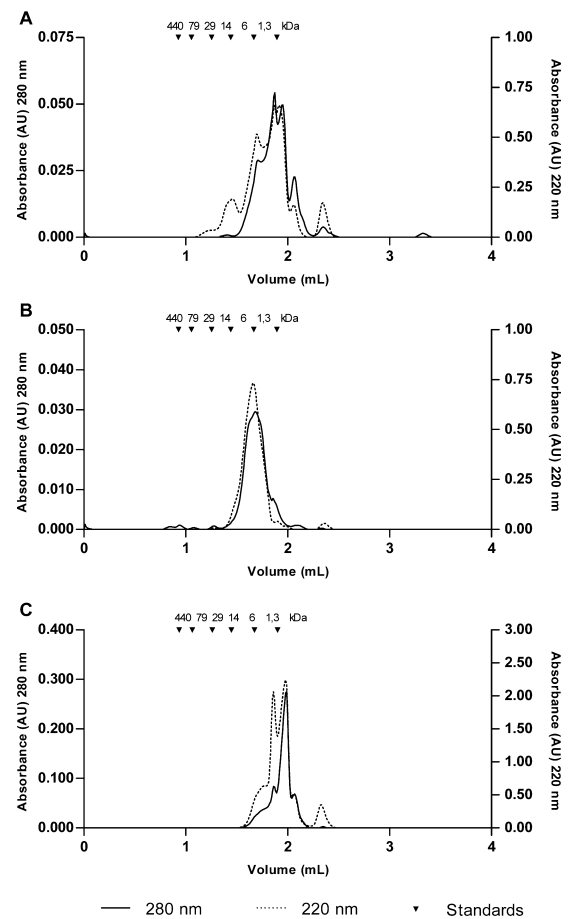 A
440 79 29 14 6 1,3 kDa
0.075 1.00
0.75
0.050
0.50
0.025
0.25
0.000 0.00
Absorbance (AU) 280 nm
Absorbance (AU) 220 nm
0 1 2 3 4
Volume (mL)
B
440 79 29 14 6 1,3 kDa
0.050 1.00
0.040
0.75
0.030
0.50
0.020
0.25
0.010
0.000 0.00
Absorbance (AU) 280 nm
Absorbance (AU) 220 nm
0 1 2 3 4
Volume (mL)
C
440 79 29 14 6 1,3 kDa
0.400 3.00
2.50
0.300
2.00
0.200 1.50
1.00
0.100
0.50
0.000 0.00
Absorbance (AU) 280 nm
Absorbance (AU) 220 nm
0 1 2 3 4
Volume (mL)
280 nm 220 nm Standards